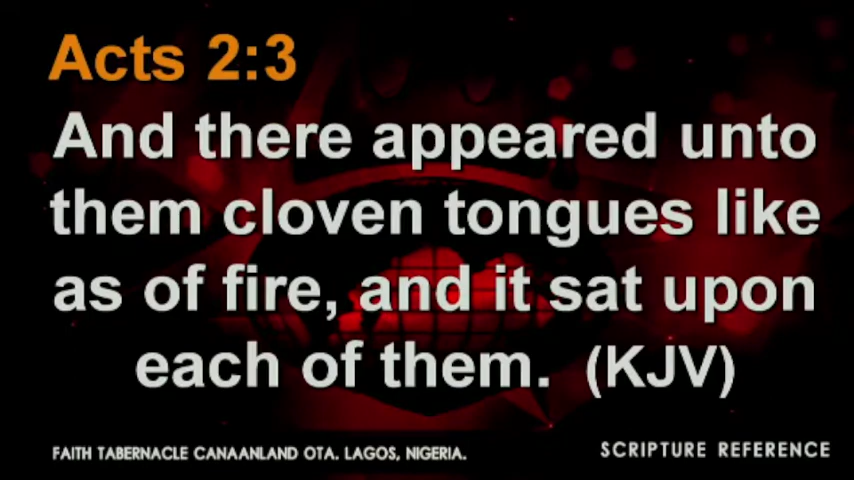 Acts 2:3
And there appeared unto
them cloven tongues like
as of fire, and it sat upon
each of them. (KJV)
FAITH TABERNACLE CANAANLAND OTA. LAGOS, NIGERIA.
SCRIPTURE REFERENCE